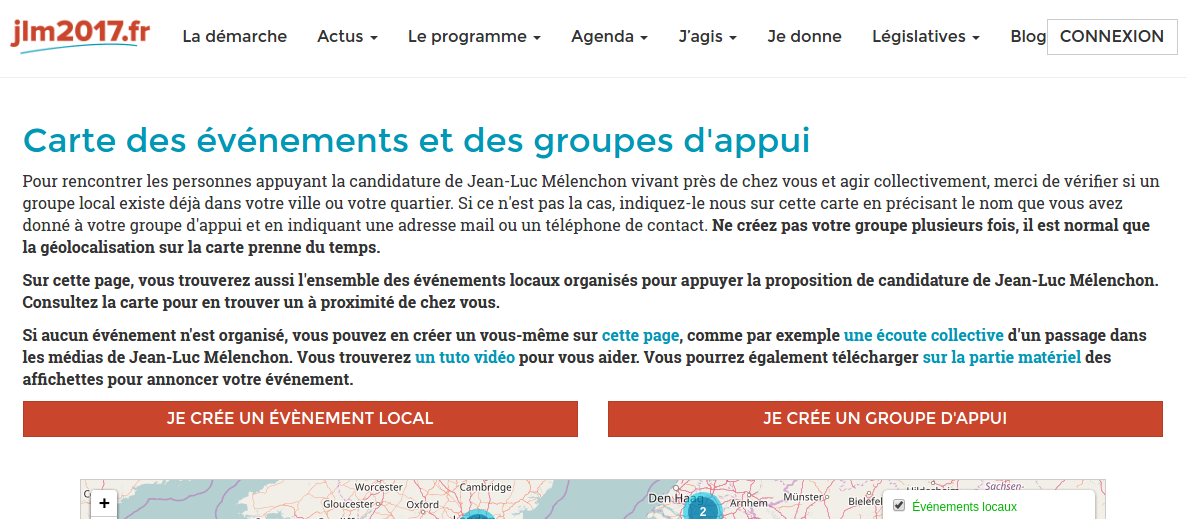 jlm2017.fr La démarche Actus Le programme Agenda J'agis Je donne Législatives Blog CONNEXION
Carte des événements et des groupes d'appui
Pour rencontrer les personnes appuyant la candidature de Jean-Luc Mélenchon vivant près de chez vous et agir collectivement, merci de vérifier si un
groupe local existe déjà dans votre ville ou votre quartier. Si ce n'est pas la cas, indiquez-le nous sur cette carte en précisant le nom que vous avez
donné à votre groupe d'appui et en indiquant une adresse mail ou un téléphone de contact. Ne créez pas votre groupe plusieurs fois, il est normal que
la géolocalisation sur la carte prenne du temps.
Sur cette page, vous trouverez aussi l'ensemble des événements locaux organisés pour appuyer la proposition de candidature de Jean-Luc Mélenchon.
Consultez la carte pour en trouver un à proximité de chez vous.
Si aucun événement n'est organisé, vous pouvez en créer un vous-même sur cette page, comme par exemple une écoute collective d'un passage dans
les médias de Jean-Luc Mélenchon. Vous trouverez un tuto vidéo pour vous aider. Vous pourrez également télécharger sur la partie matériel des
affichettes pour annoncer votre événement.
JE CRÉE UN ÉVÈNEMENT LOCAL JE CRÉE UN GROUPE D'APPUI
Worcester Cambridge Sachsen-
+ Gloucester Oxford Den Haag 2 Arnhem Münster Événements locaux